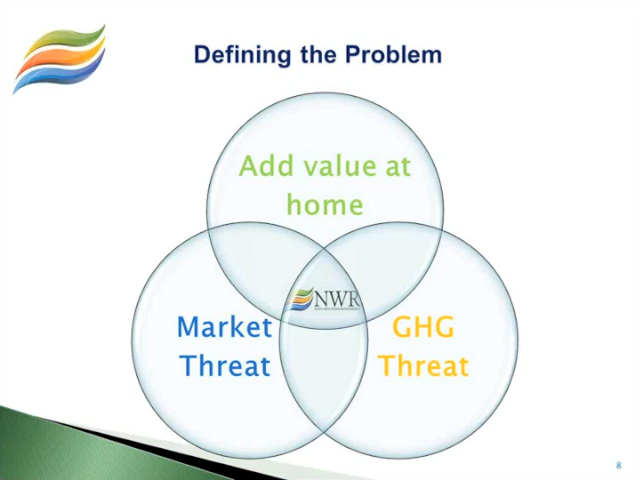 Defining the Problem
Add value at
home
NWR
Market
Threat
GHG
Threat
8